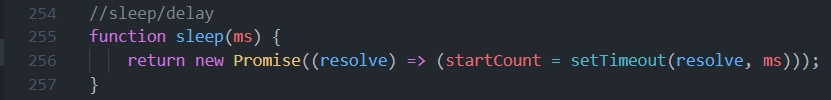 254 //sleep/delay
255 function sleep(ms) {
256 return new Promise((resolve) => (startCount = setTimeout(resolve, ms)));
257 }